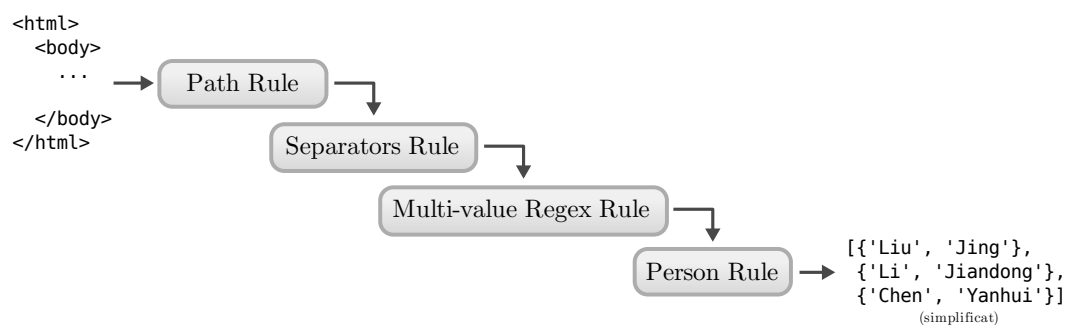 <html>
<body>
...
</body>
</html>
Path Rule
Separators Rule
Multi-value Regex Rule
Person Rule
[{'Liu', 'Jing'},
{'Li', 'Jiandong'},
{'Chen', 'Yanhui'}]
(simplificat)